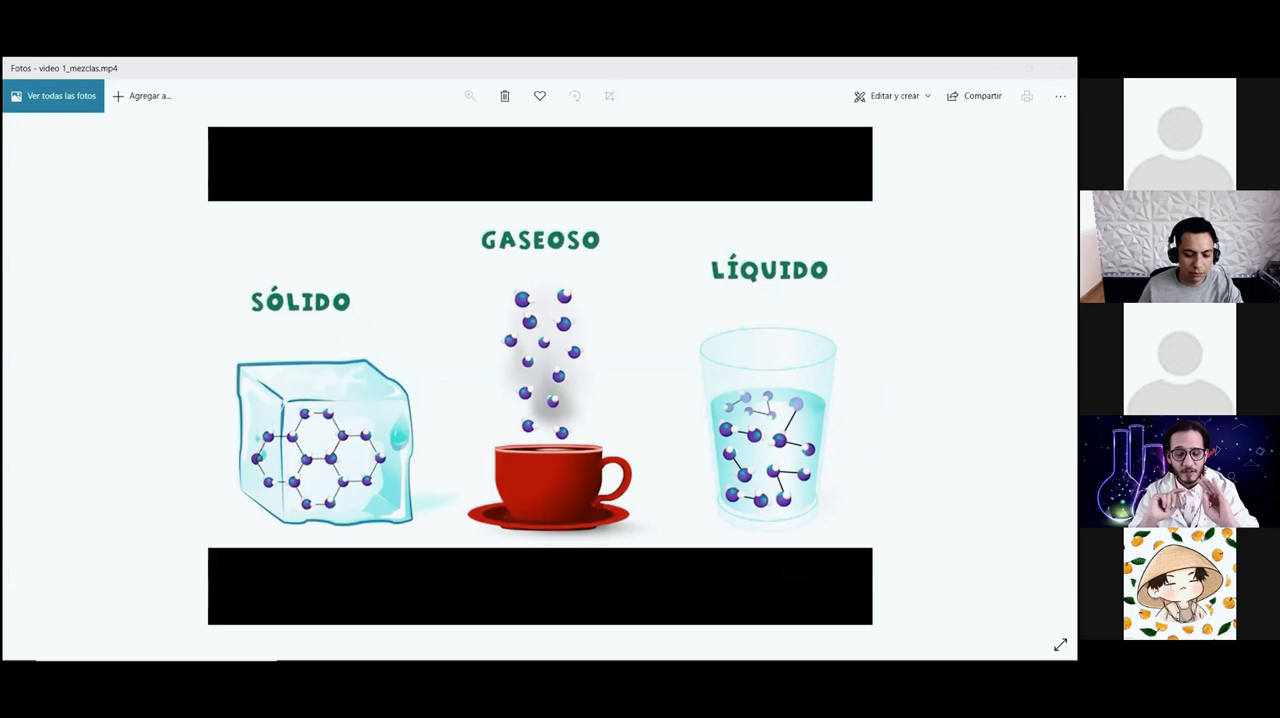 Fotos - video 1_mezclas.mp4
Ver todas las fotos
Agregar a...
Editar y crear
Compartir
GASEOSO
LÍQUIDO
SÓLIDO